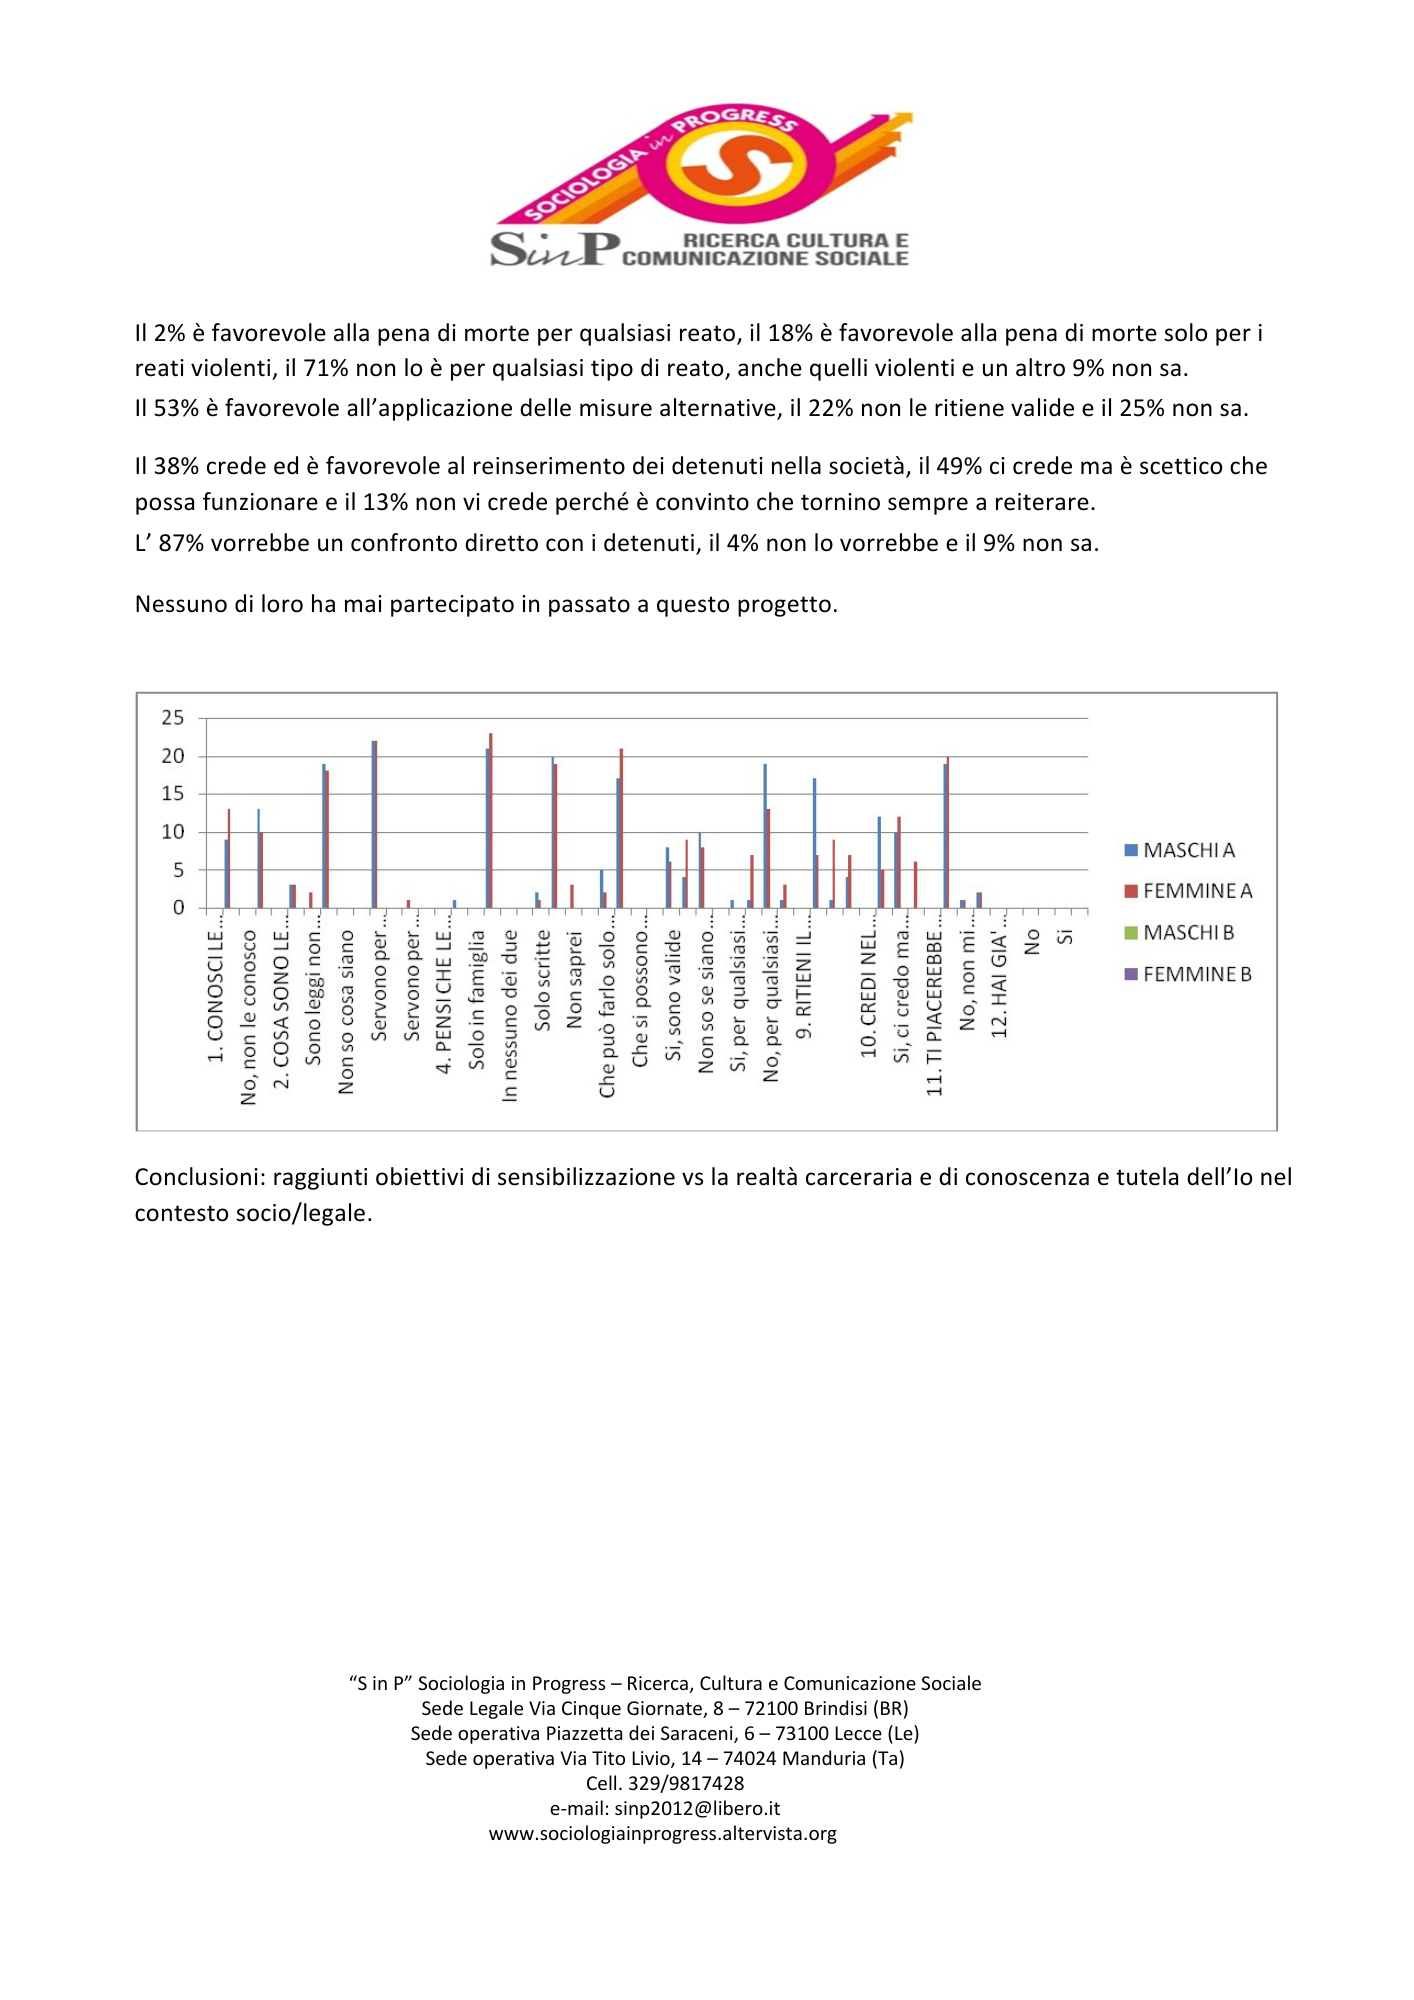 SOCIOLOGIA in PROGRESS
S
SinP RICERCA CULTURA E
COMUNICAZIONE SOCIALE
Il 2% è favorevole alla pena di morte per qualsiasi reato, il 18% è favorevole alla pena di morte solo per i
reati violenti, il 71% non lo è per qualsiasi tipo di reato, anche quelli violenti e un altro 9% non sa.
Il 53% è favorevole all’applicazione delle misure alternative, il 22% non le ritiene valide e il 25% non sa.
Il 38% crede ed è favorevole al reinserimento dei detenuti nella società, il 49% ci crede ma è scettico che
possa funzionare e il 13% non vi crede perché è convinto che tornino sempre a reiterare.
L’ 87% vorrebbe un confronto diretto con i detenuti, il 4% non lo vorrebbe e il 9% non sa.
Nessuno di loro ha mai partecipato in passato a questo progetto.
25
20
15
10
5
0
1. CONOSCI LE...
No, non le conosco
2. COSA SONO LE...
Sono leggi non...
Non so cosa siano
Servono per...
Servono per...
4. PENSI CHE LE...
Solo in famiglia
In nessuno dei due
Solo scritte
Non saprei
Che può farlo solo...
Che si possono...
Si, sono valide
Non so se siano...
Si, per qualsiasi...
No, per qualsiasi...
9. RITIENI IL...
10. CREDI NEL...
Si, ci credo ma...
11. TI PIACEREBBE...
No, non mi...
12. HAI GIA'...
No
Si
MASCHI A
FEMMINE A
MASCHI B
FEMMINE B
Conclusioni: raggiunti obiettivi di sensibilizzazione vs la realtà carceraria e di conoscenza e tutela dell’Io nel
contesto socio/legale.
“S in P” Sociologia in Progress – Ricerca, Cultura e Comunicazione Sociale
Sede Legale Via Cinque Giornate, 8 – 72100 Brindisi (BR)
Sede operativa Piazzetta dei Saraceni, 6 – 73100 Lecce (Le)
Sede operativa Via Tito Livio, 14 – 74024 Manduria (Ta)
Cell. 329/9817428
e-mail: sinp2012@libero.it
www.sociologiainprogress.altervista.org